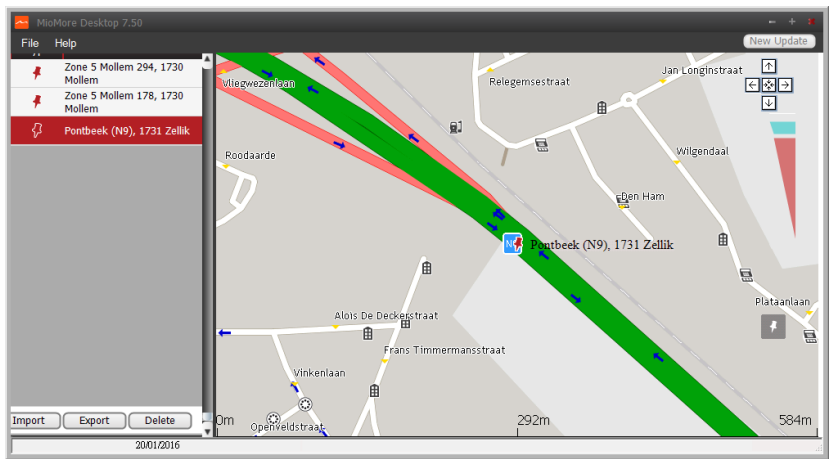 MioMore Desktop 7.50
File Help
New Update
Zone 5 Mollem 294, 1730
Mollem
Zone 5 Mollem 178, 1730
Mollem
Pontbeek (N9), 1731 Zellik
Vliegwezenlaan
Relegemsestraat
Jan Longinstraat
Roodaarde
Wilgendaal
Den Ham
Pontbeek (N9), 1731 Zellik
Plataanlaan
Aloïs De Deckerstraat
Frans Timmermansstraat
Vinkenlaan
Openveldstraat
0m 292m 584m
Import Export Delete
20/01/2016